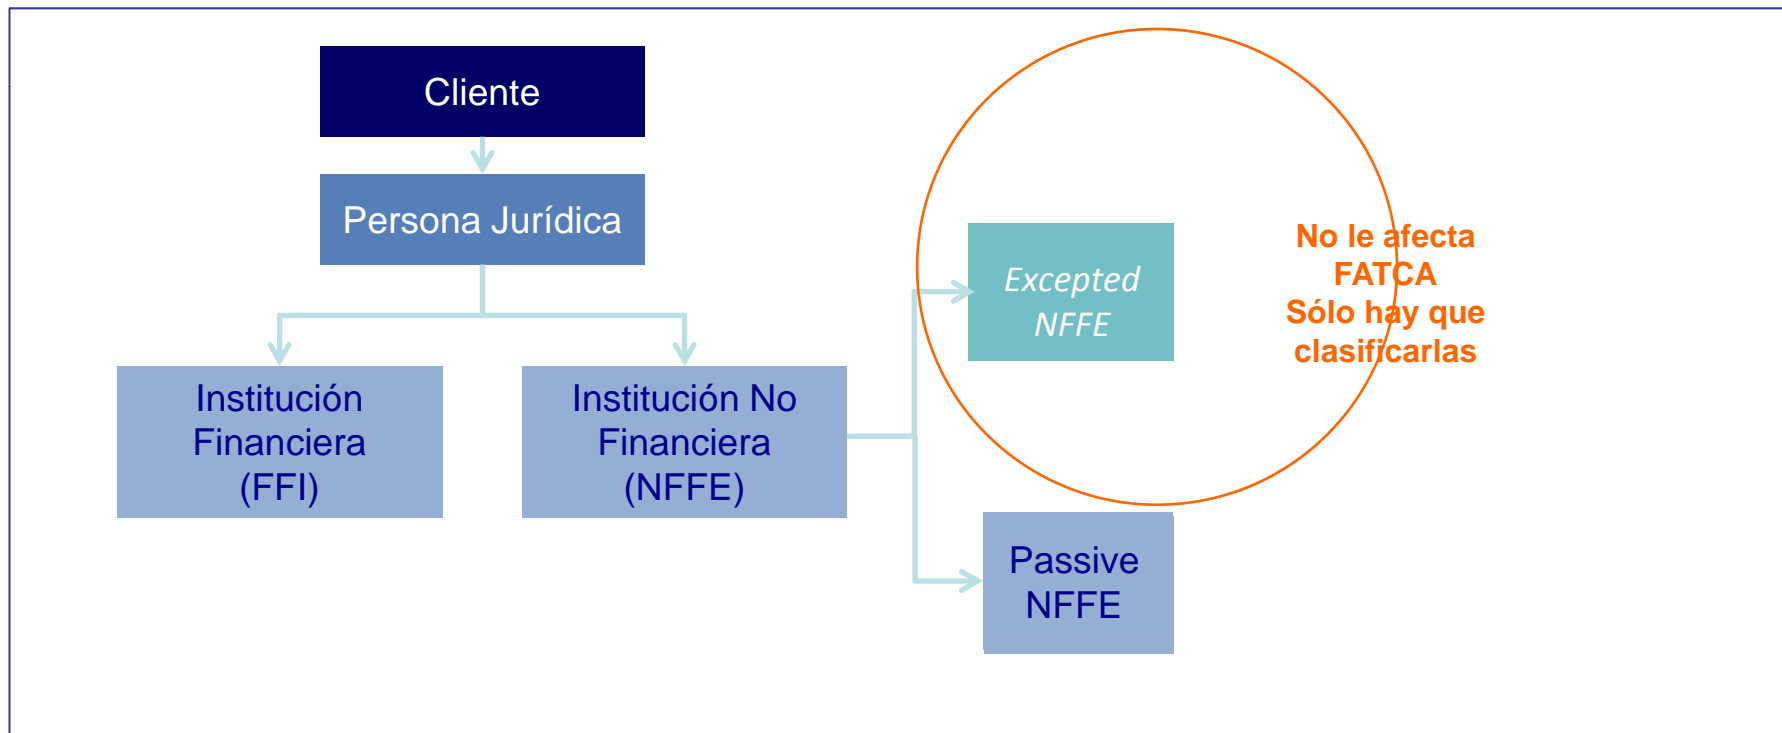 Cliente
Persona Jurídica
Institución
Financiera
(FFI)
Institución No
Financiera
(NFFE)
Excepted
NFFE
No le afecta
FATCA
Sólo hay que
clasificarlas
Passive
NFFE